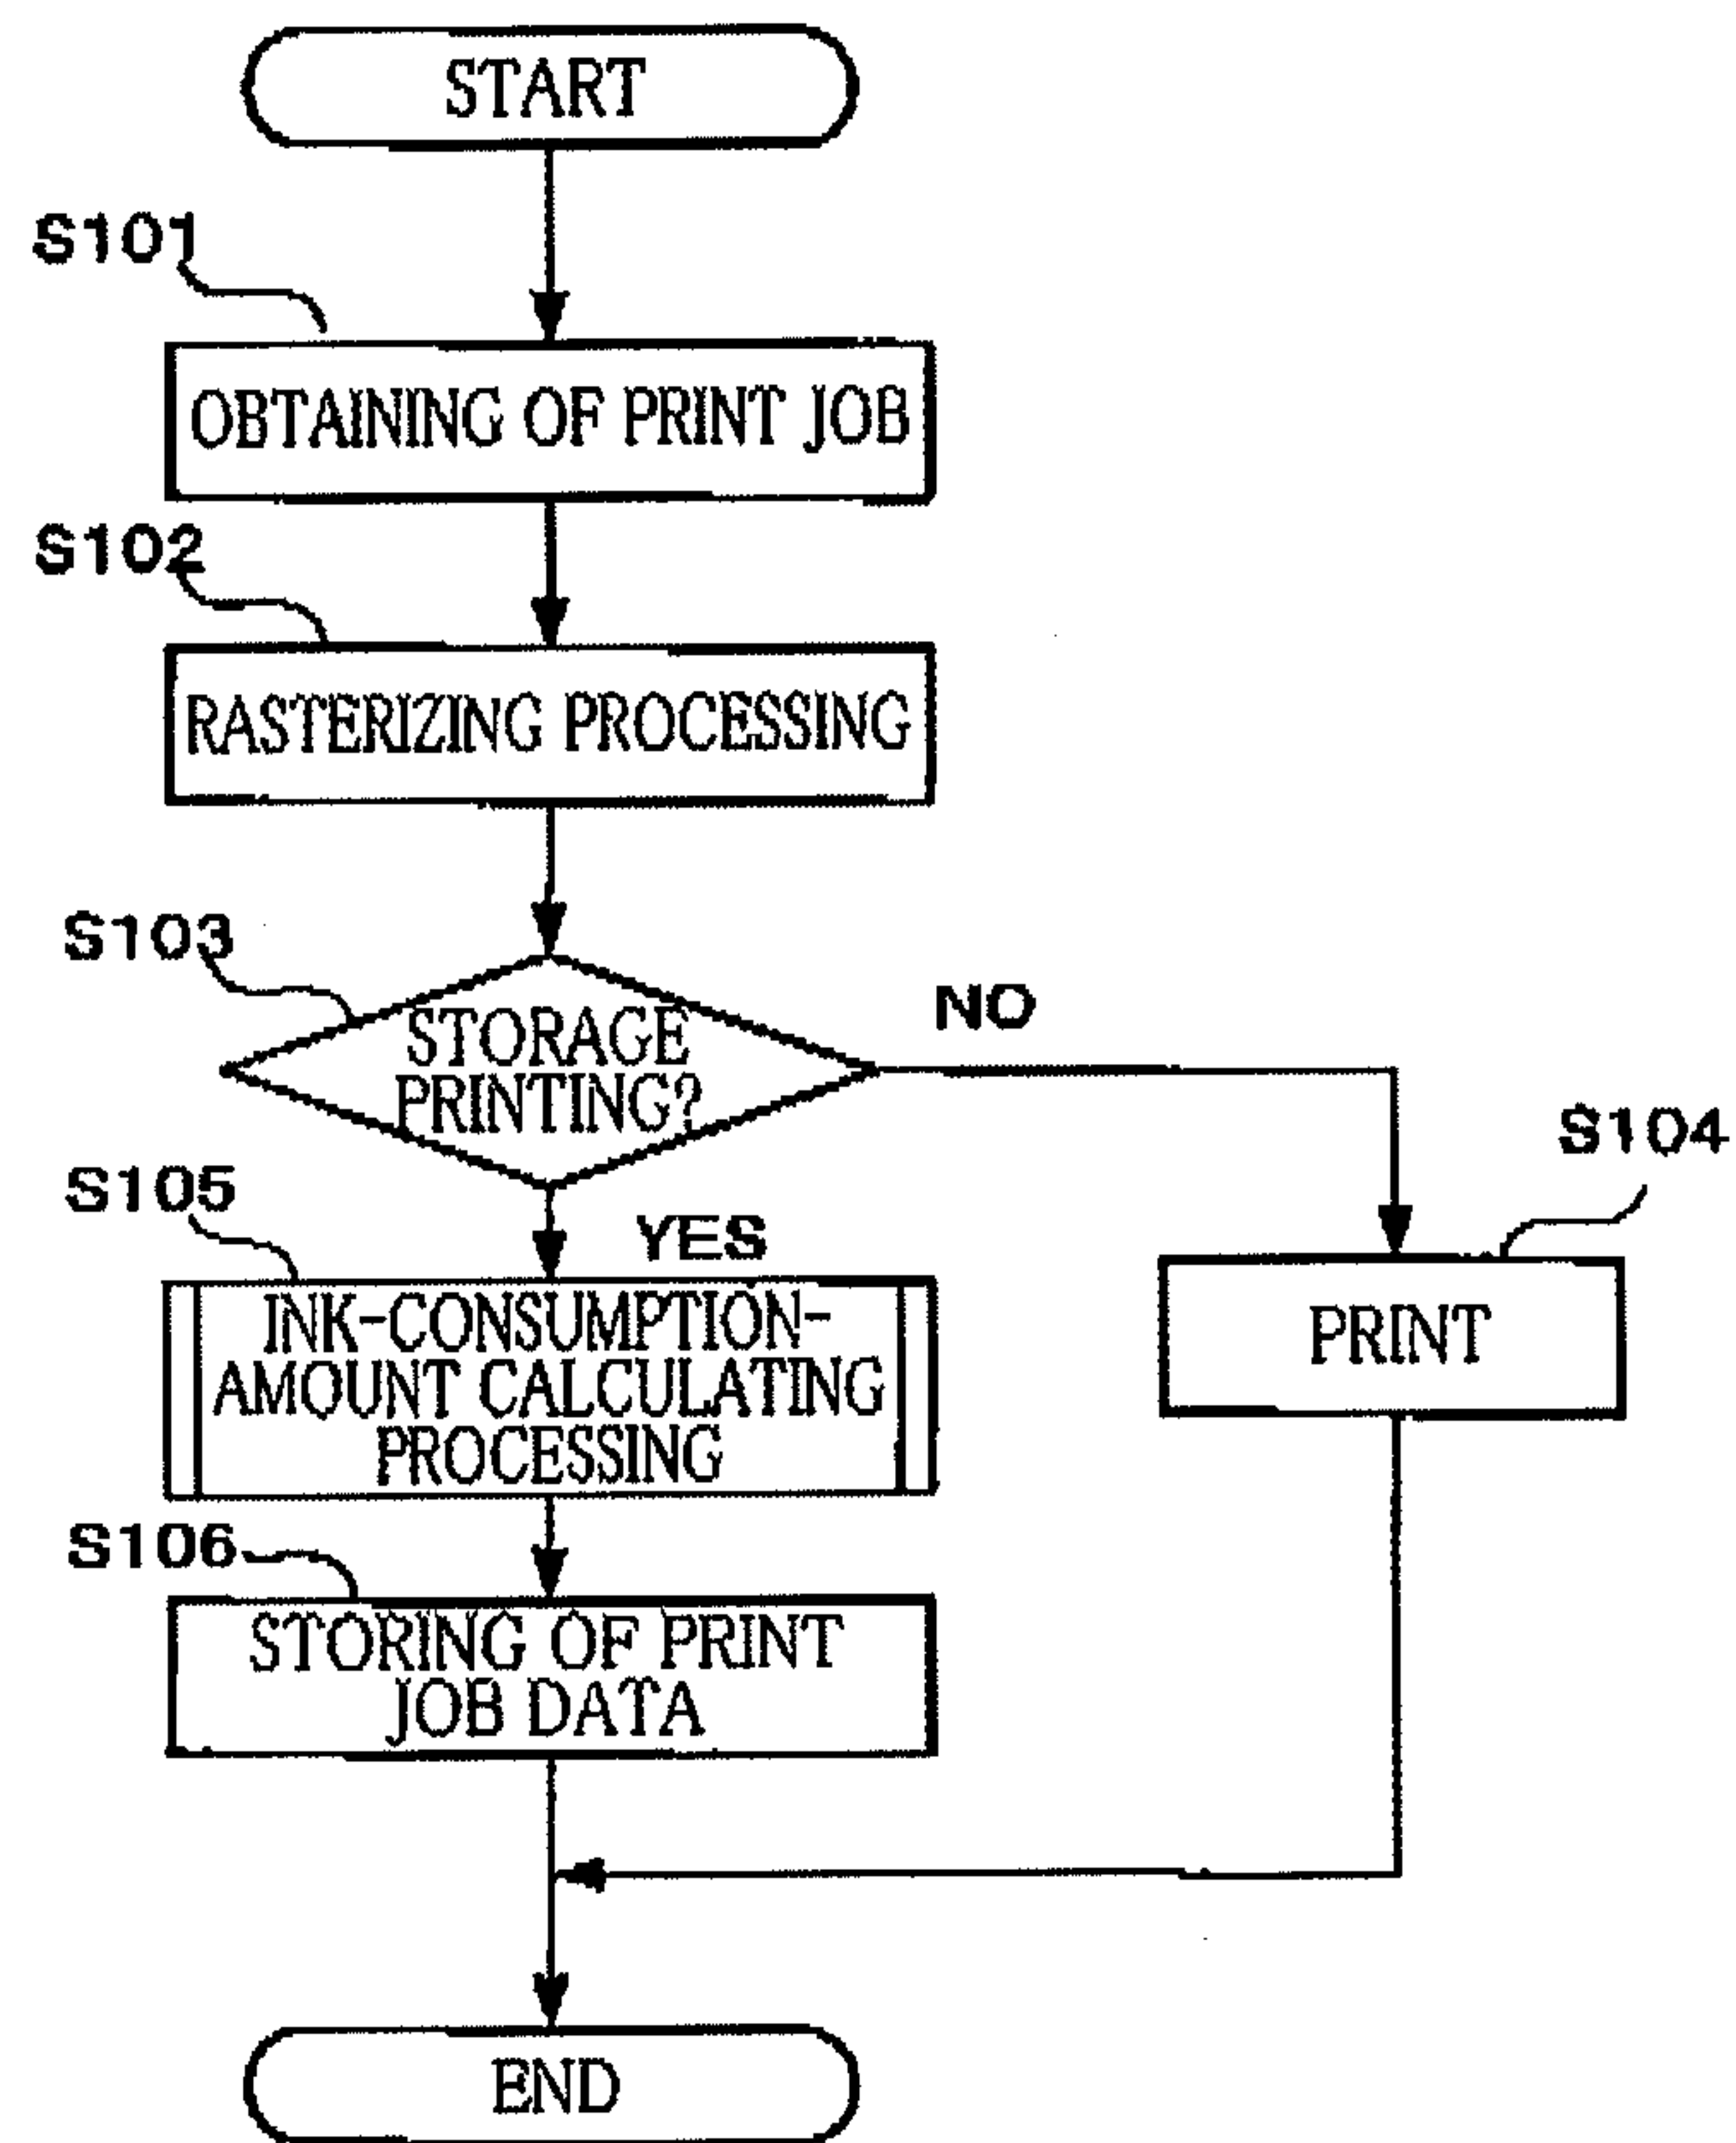 START
S101
OBTAINING OF PRINT JOB
S102
RASTERIZING PROCESSING
S103
STORAGE
PRINTING?
NO
S104
PRINT
YES
S105
INK-CONSUMPTION-
AMOUNT CALCULATING
PROCESSING
S106
STORING OF PRINT
JOB DATA
END